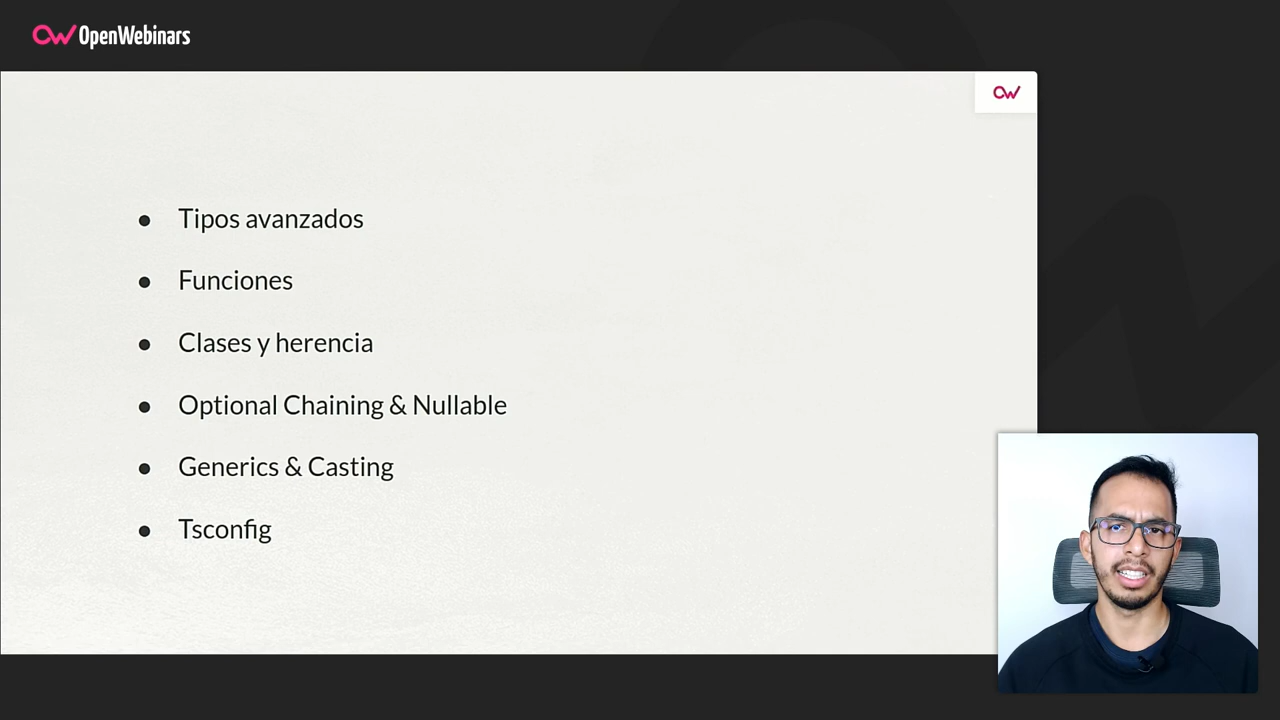 OpenWebinars
Tipos avanzados
Funciones
Clases y herencia
Optional Chaining & Nullable
Generics & Casting
Tsconfig